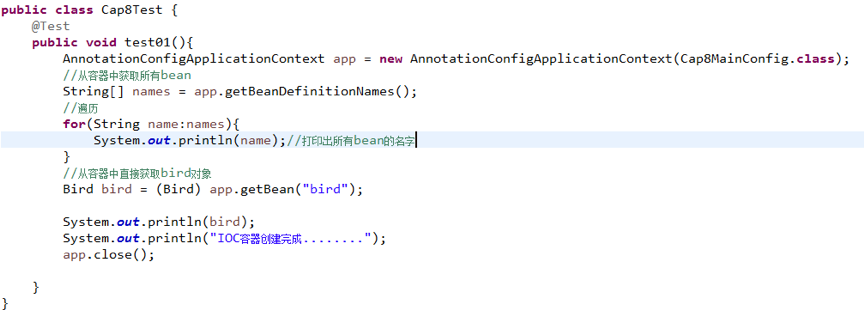 public class Cap8Test {
@Test
public void test01(){
AnnotationConfigApplicationContext app = new AnnotationConfigApplicationContext(Cap8MainConfig.class);
//从容器中获取所有bean
String[] names = app.getBeanDefinitionNames();
//遍历
for(String name:names){
System.out.println(name);//打印出所有bean的名字
}
//从容器中直接获取bird对象
Bird bird = (Bird) app.getBean("bird");
System.out.println(bird);
System.out.println("IOC容器创建完成........");
app.close();
}
}